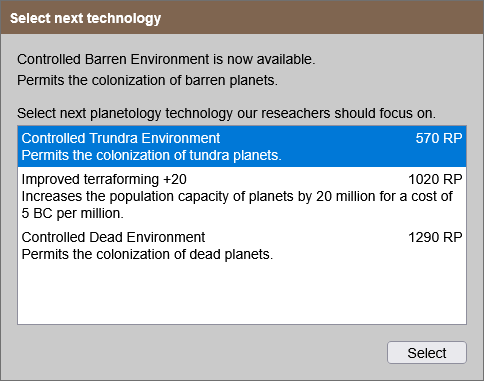 Select next technology
Controlled Barren Environment is now available.
Permits the colonization of barren planets.
Select next planetology technology our reseachers should focus on.
Controlled Trundra Environment 570 RP
Permits the colonization of tundra planets.
Improved terraforming +20 1020 RP
Increases the population capacity of planets by 20 million for a cost of
5 BC per million.
Controlled Dead Environment 1290 RP
Permits the colonization of dead planets.
Select